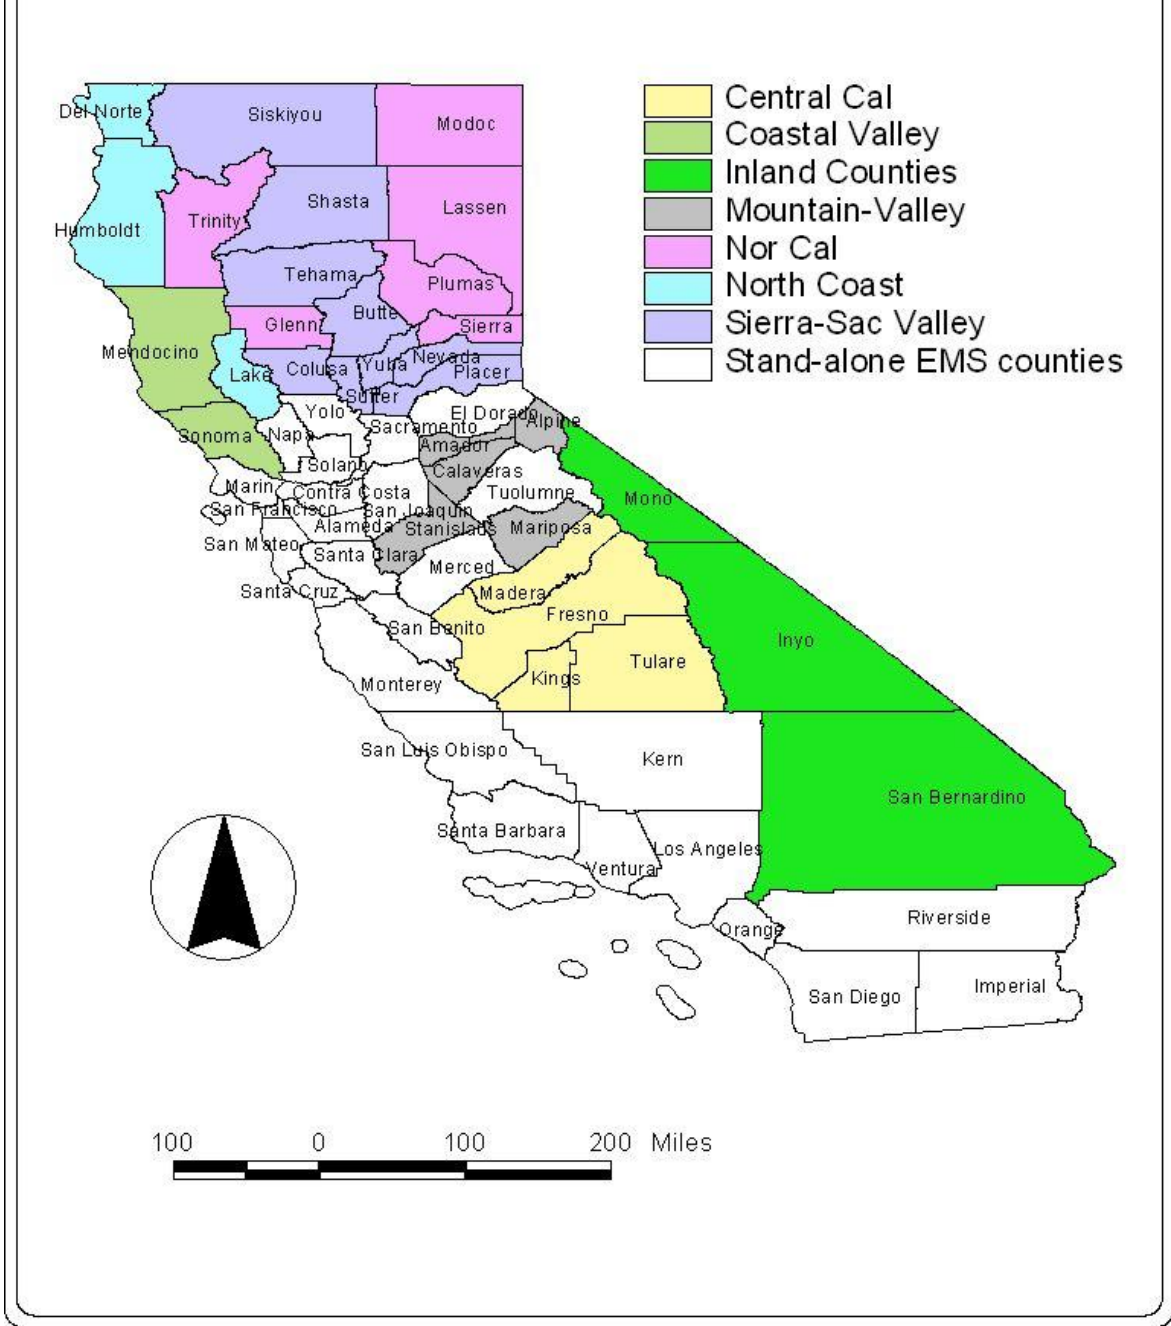 Central Cal
Coastal Valley
Inland Counties
Mountain-Valley
Nor Cal
North Coast
Sierra-Sac Valley
Stand-alone EMS counties
Del Norte
Siskiyou
Modoc
Humboldt
Trinity
Shasta
Lassen
Tehama
Plumas
Butte
Glenn
Sierra
Mendocino
Lake
Colusa
Yuba
Nevada
Placer
Sutter
Yolo
El Dorado
Alpine
Sonoma
Napa
Sacramento
Amador
Solano
Calaveras
Marin
Contra Costa
Tuolumne
Mono
San Francisco
San Joaquin
Alameda
Stanislaus
Mariposa
San Mateo
Santa Clara
Merced
Santa Cruz
Madera
Fresno
San Benito
Inyo
Tulare
Kings
Monterey
San Luis Obispo
Kern
San Bernardino
Santa Barbara
Los Angeles
Ventura
Riverside
Orange
Imperial
San Diego
100 0 100 200 Miles